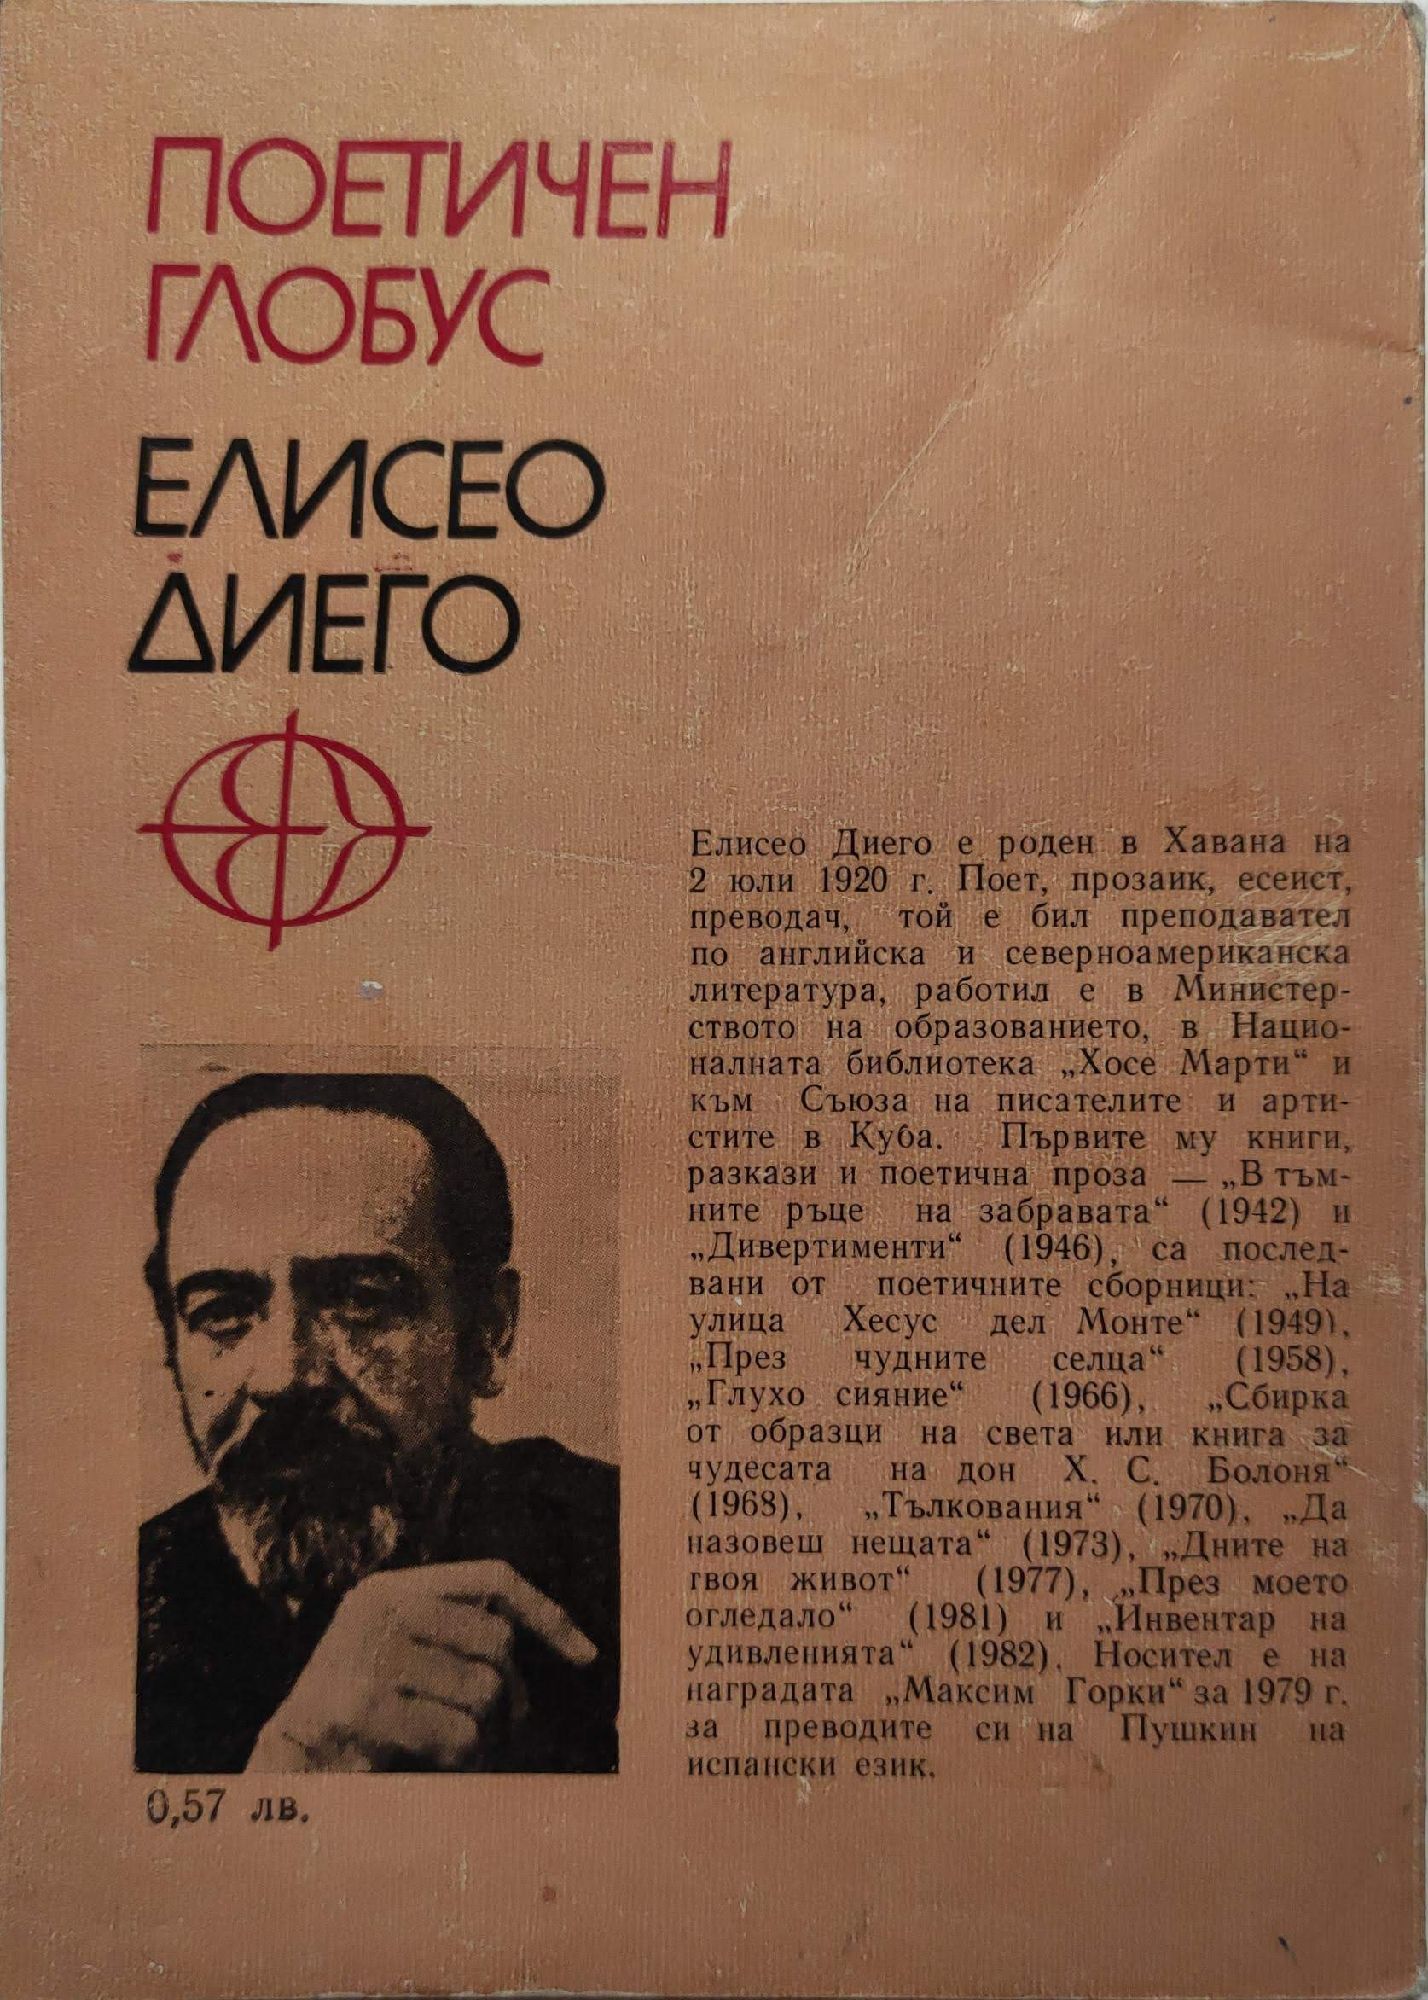 ПОЕТИЧЕН
ГЛОБУС
ЕЛИСЕО
ДИЕГО
Елисео Диего е роден в Хавана на
2 юли 1920 г. Поет, прозаик, есеист,
преводач, той е бил преподавател
по английска и северноамериканска
литература, работил е в Министер-
ството на образованието, в Нацио-
налната библиотека „Хосе Марти“ и
към Съюза на писателите и арти-
стите в Куба. Първите му книги,
разкази и поетична проза — „В тъм-
ните ръце на забравата“ (1942) и
„Дивертименти“ (1946), са послед-
вани от поетичните сборници: „На
улица Хесус дел Монте“ (1949),
„През чудните селца“ (1958),
„Глухо сияние“ (1966), „Сбирка
от образци на света или книга за
чудесата на дон Х. С. Болоня“
(1968), „Тълкования“ (1970), „Да
назовеш нещата“ (1973), „Дните на
твоя живот“ (1977), „През моето
огледало“ (1981) и „Инвентар на
удивленията“ (1982). Носител е на
наградата „Максим Горки“ за 1979 г.
за преводите си на Пушкин на
испански език.
0,57 лв.